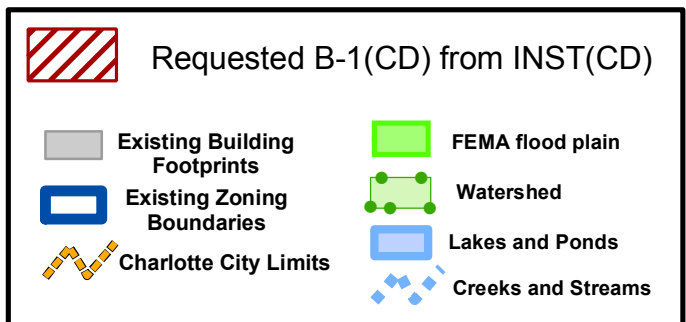 Requested B-1(CD) from INST(CD)
Existing Building
Footprints
Existing Zoning
Boundaries
Charlotte City Limits
FEMA flood plain
Watershed
Lakes and Ponds
Creeks and Streams